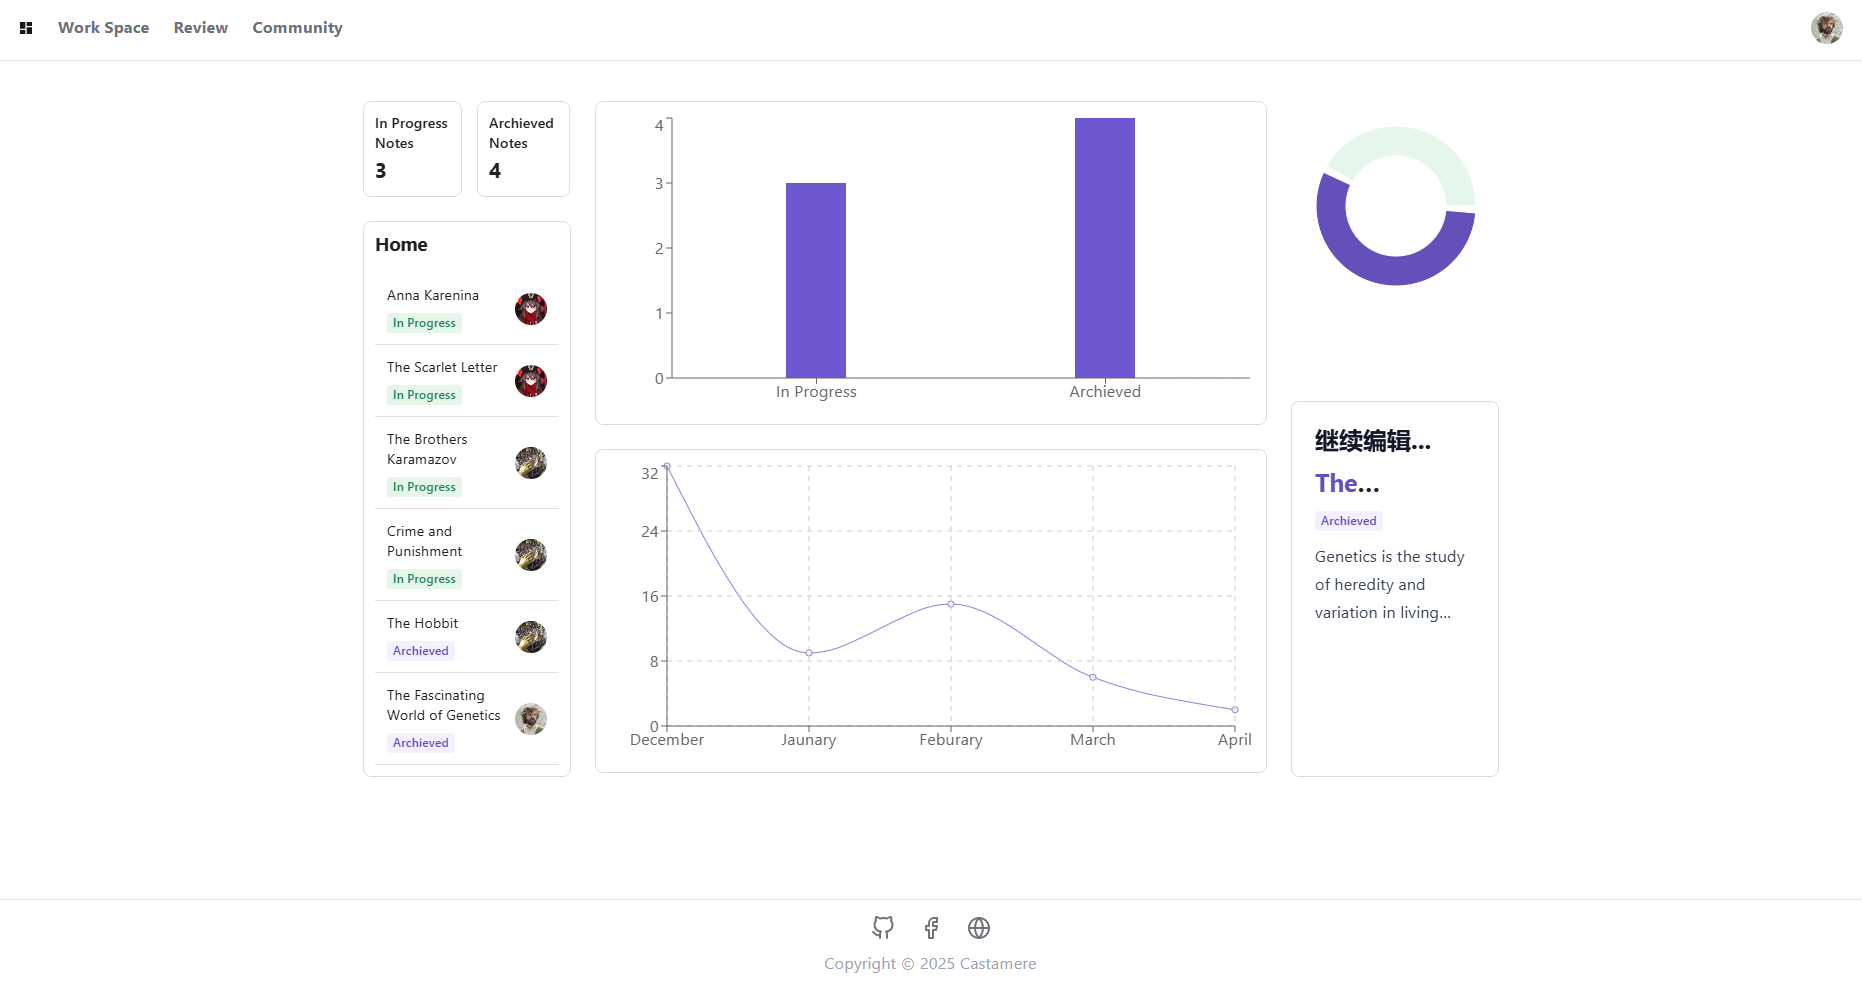 Work Space Review Community
In Progress
Notes
3
Archieved
Notes
4
Home
Anna Karenina
In Progress
The Scarlet Letter
In Progress
The Brothers
Karamazov
In Progress
Crime and
Punishment
In Progress
The Hobbit
Archieved
The Fascinating
World of Genetics
Archieved
4
3
2
1
0
In Progress Archieved
32
24
16
8
0
December Jaunary Feburary March April
继续编辑...
The...
Archieved
Genetics is the study
of heredity and
variation in living...
Copyright © 2025 Castamere